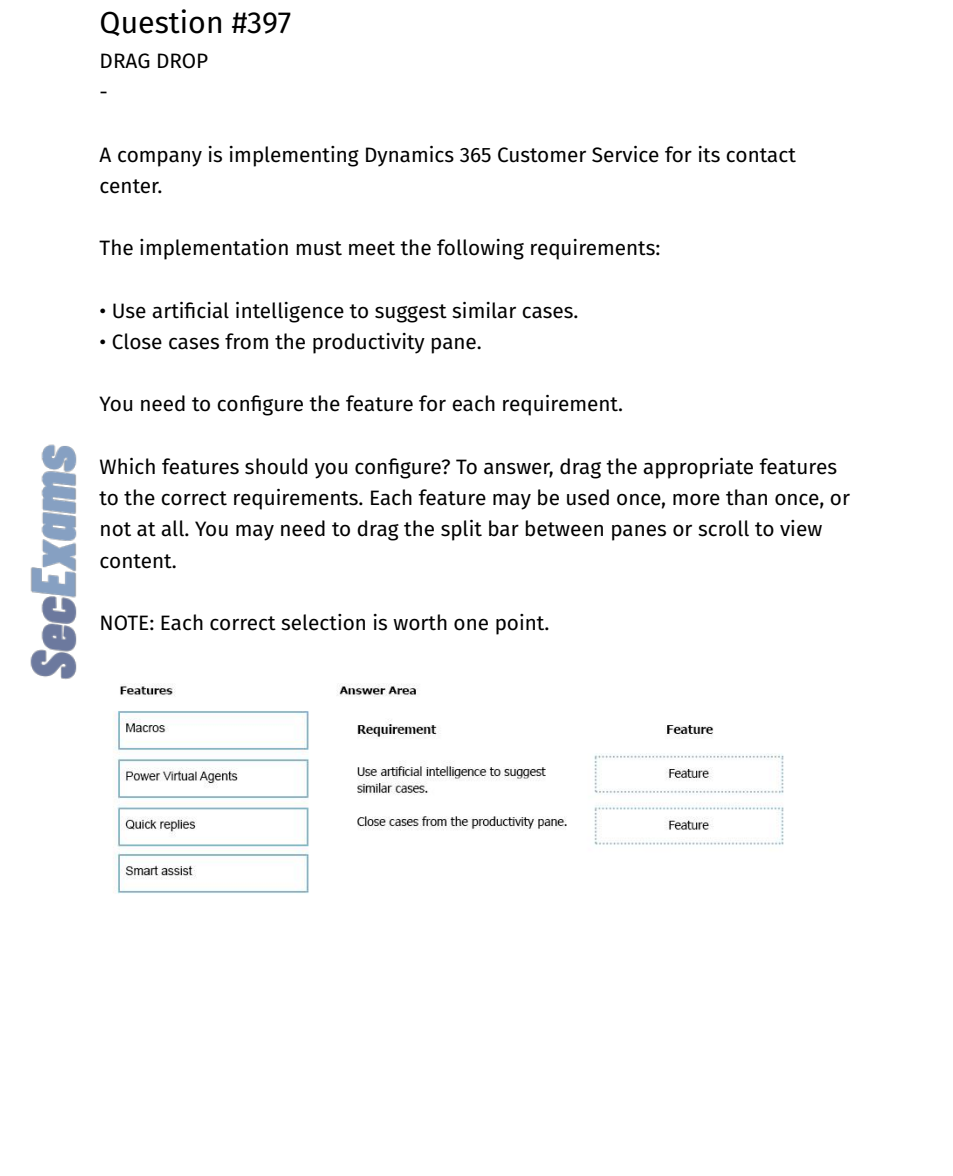 Question #397
DRAG DROP
-
A company is implementing Dynamics 365 Customer Service for its contact
center.
The implementation must meet the following requirements:
• Use artificial intelligence to suggest similar cases.
• Close cases from the productivity pane.
You need to configure the feature for each requirement.
Which features should you configure? To answer, drag the appropriate features
to the correct requirements. Each feature may be used once, more than once, or
not at all. You may need to drag the split bar between panes or scroll to view
content.
NOTE: Each correct selection is worth one point.
SecExams
Features
Macros
Power Virtual Agents
Quick replies
Smart assist
Answer Area
Requirement
Feature
Use artificial intelligence to suggest
similar cases.
Feature
Close cases from the productivity pane.
Feature